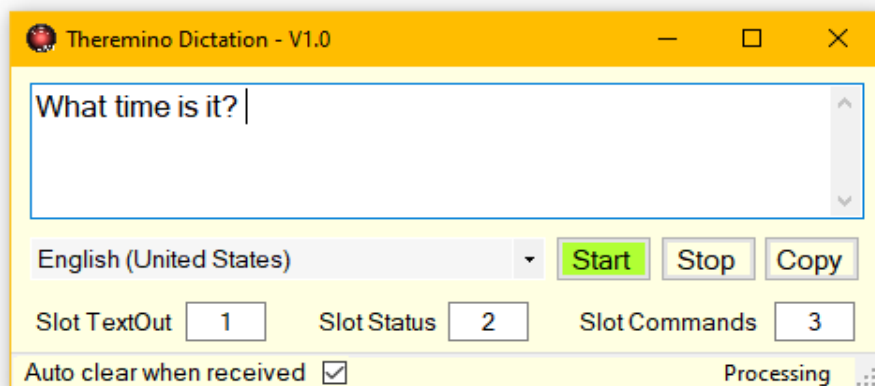 Theremino Dictation - V1.0
What time is it?
English (United States) Start Stop Copy
Slot TextOut 1 Slot Status 2 Slot Commands 3
Auto clear when received Processing